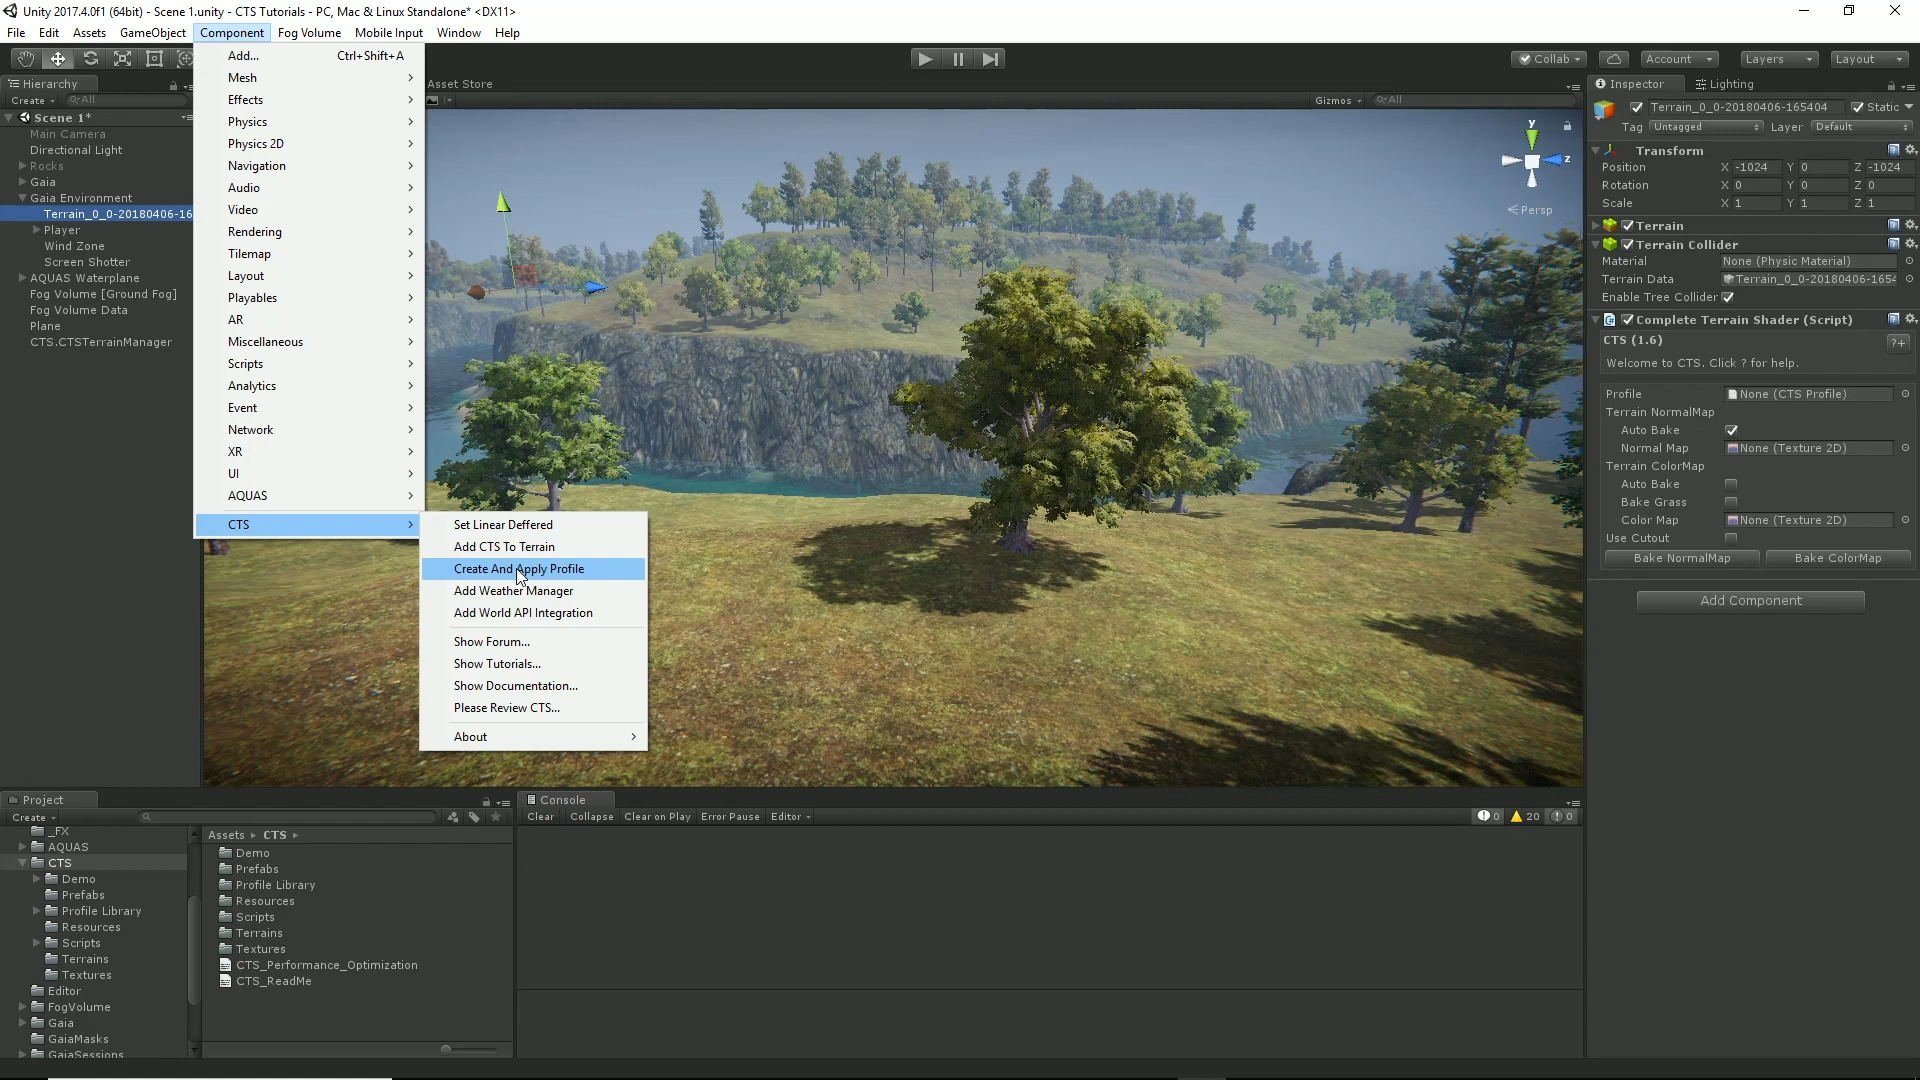 Unity 2017.4.0f1 (64bit) - Scene 1.unity - CTS Tutorials - PC, Mac & Linux Standalone* <DX11>
File Edit Assets GameObject Component Fog Volume Mobile Input Window Help
Collab Account Layers Layout
Hierarchy
Create All
Scene 1*
Main Camera
Directional Light
Rocks
Gaia
Gaia Environment
Terrain_0_0-20180406-16
Player
Wind Zone
Screen Shotter
AQUAS Waterplane
Fog Volume [Ground Fog]
Fog Volume Data
Plane
CTS.CTSTerrainManager
Add... Ctrl+Shift+A
Mesh
Effects
Physics
Physics 2D
Navigation
Audio
Video
Rendering
Tilemap
Layout
Playables
AR
Miscellaneous
Scripts
Analytics
Event
Network
XR
UI
AQUAS
CTS
Set Linear Deffered
Add CTS To Terrain
Create And Apply Profile
Add Weather Manager
Add World API Integration
Show Forum...
Show Tutorials...
Show Documentation...
Please Review CTS...
About
Asset Store
Gizmos All
y
z
Persp
Inspector Lighting
Terrain_0_0-20180406-165404 Static
Tag Untagged Layer Default
Transform
Position X -1024 Y 0 Z -1024
Rotation X 0 Y 0 Z 0
Scale X 1 Y 1 Z 1
Terrain
Terrain Collider
Material None (Physic Material)
Terrain Data Terrain_0_0-20180406-1654
Enable Tree Collider
Complete Terrain Shader (Script)
CTS (1.6) ?+
Welcome to CTS. Click ? for help.
Profile None (CTS Profile)
Terrain NormalMap
Auto Bake
Normal Map None (Texture 2D)
Terrain ColorMap
Auto Bake
Bake Grass
Color Map None (Texture 2D)
Use Cutout
Bake NormalMap Bake ColorMap
Add Component
Project
Create
_FX
AQUAS
CTS
Demo
Prefabs
Profile Library
Resources
Scripts
Terrains
Textures
Editor
FogVolume
Gaia
GaiaMasks
GaiaSessions
Assets CTS
Demo
Prefabs
Profile Library
Resources
Scripts
Terrains
Textures
CTS_Performance_Optimization
CTS_ReadMe
Console
Clear Collapse Clear on Play Error Pause Editor 0 20 0